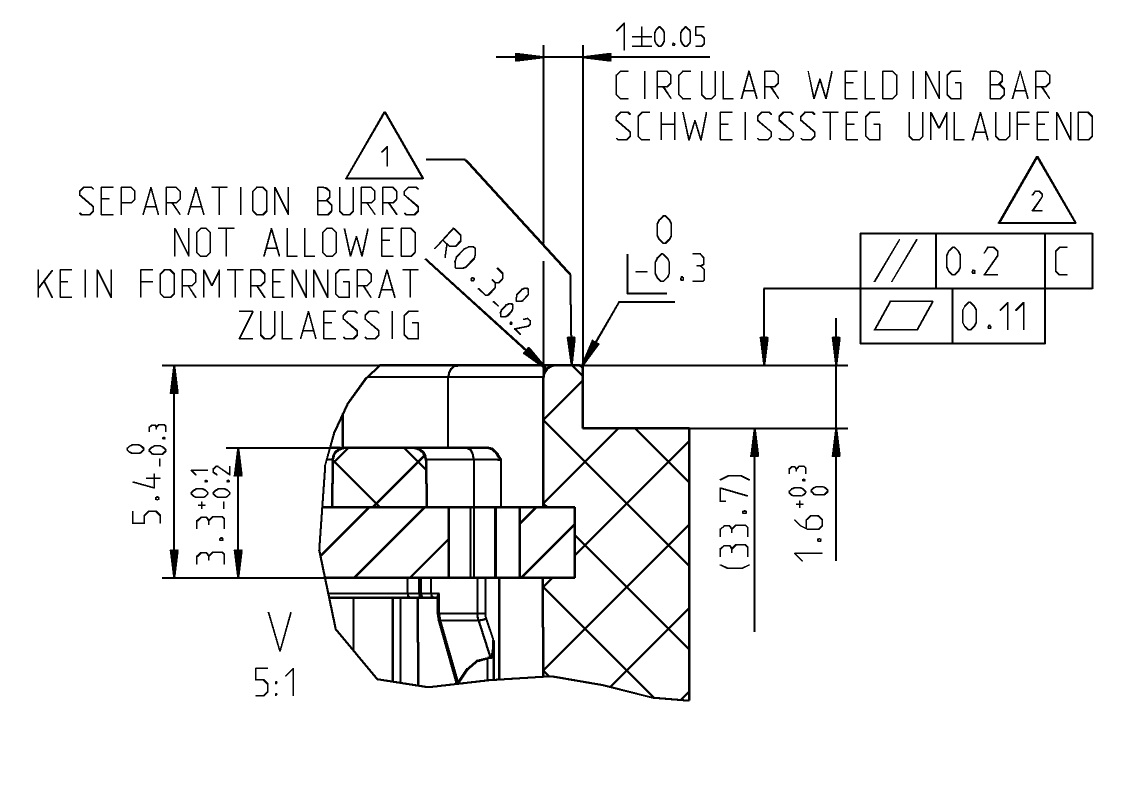 1±0.05
CIRCULAR WELDING BAR
SCHWEISSSTEG UMLAUFEND
1
SEPARATION BURRS
NOT ALLOWED
KEIN FORMTRENNGRAT
ZULAESSIG
R0.3 0 -0.2
0
-0.3
2
// 0.2 C
0.11
5.4 0 -0.3
3.3 +0.1 -0.2
(33.7)
1.6 +0.3 0
V
5:1